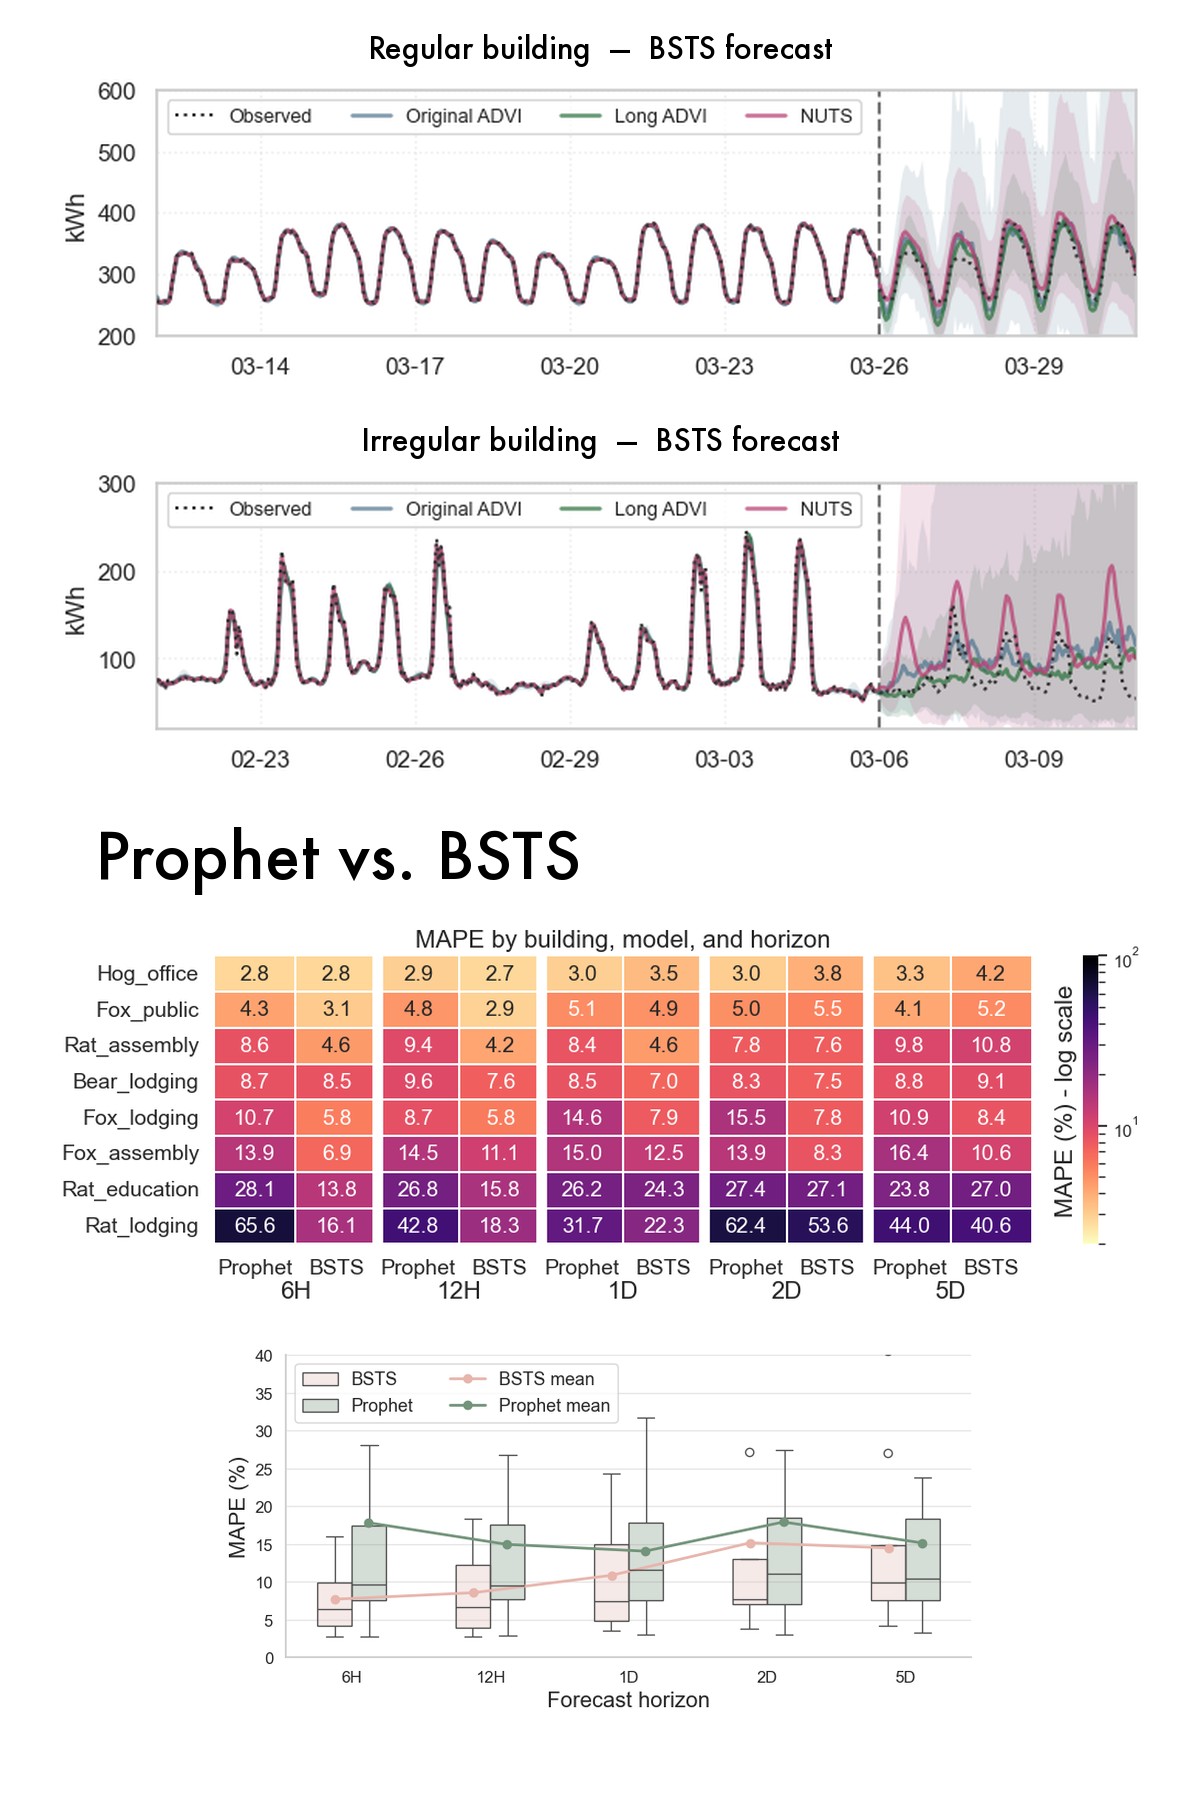 Regular building — BSTS forecast
600
500
400
300
200
kWh
Observed Original ADVI Long ADVI NUTS
03-14 03-17 03-20 03-23 03-26 03-29
Irregular building — BSTS forecast
300
200
100
kWh
Observed Original ADVI Long ADVI NUTS
02-23 02-26 02-29 03-03 03-06 03-09
Prophet vs. BSTS
MAPE by building, model, and horizon
Hog_office 2.8 2.8 2.9 2.7 3.0 3.5 3.0 3.8 3.3 4.2
Fox_public 4.3 3.1 4.8 2.9 5.1 4.9 5.0 5.5 4.1 5.2
Rat_assembly 8.6 4.6 9.4 4.2 8.4 4.6 7.8 7.6 9.8 10.8
Bear_lodging 8.7 8.5 9.6 7.6 8.5 7.0 8.3 7.5 8.8 9.1
Fox_lodging 10.7 5.8 8.7 5.8 14.6 7.9 15.5 7.8 10.9 8.4
Fox_assembly 13.9 6.9 14.5 11.1 15.0 12.5 13.9 8.3 16.4 10.6
Rat_education 28.1 13.8 26.8 15.8 26.2 24.3 27.4 27.1 23.8 27.0
Rat_lodging 65.6 16.1 42.8 18.3 31.7 22.3 62.4 53.6 44.0 40.6
Prophet BSTS Prophet BSTS Prophet BSTS Prophet BSTS Prophet BSTS
6H 12H 1D 2D 5D
10²
10¹
MAPE (%) - log scale
40
35
30
25
20
15
10
5
0
MAPE (%)
BSTS BSTS mean
Prophet Prophet mean
6H 12H 1D 2D 5D
Forecast horizon